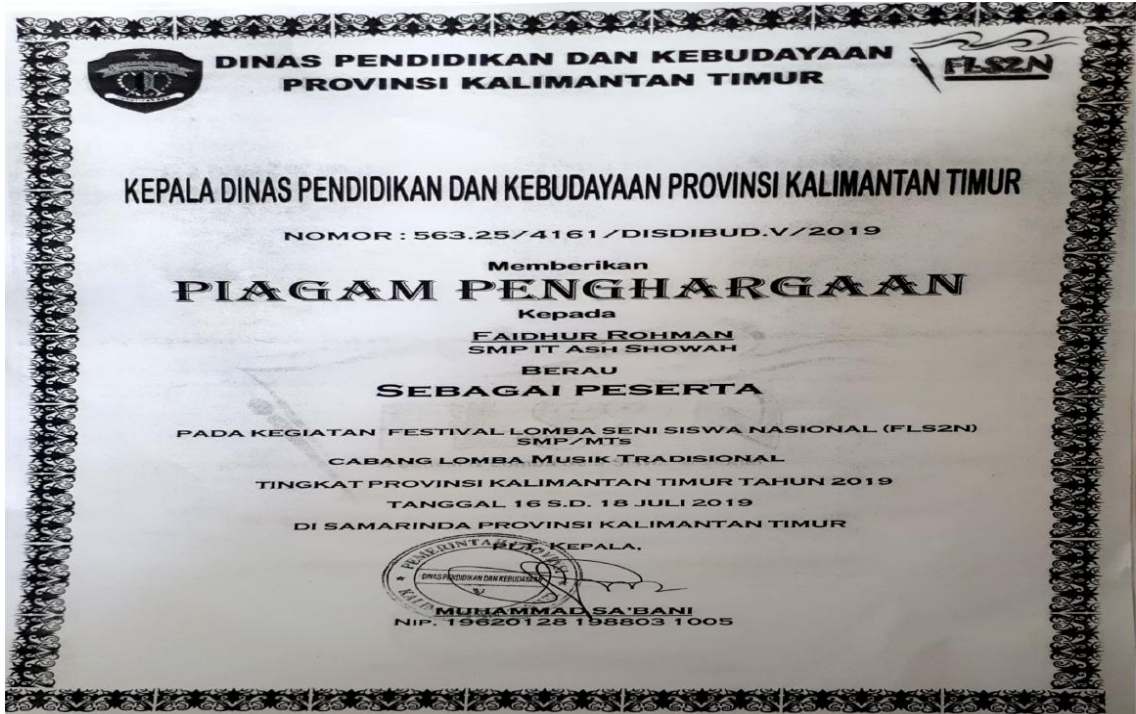 DINAS PENDIDIKAN DAN KEBUDAYAAN
PROVINSI KALIMANTAN TIMUR
FLS2N
KEPALA DINAS PENDIDIKAN DAN KEBUDAYAAN PROVINSI KALIMANTAN TIMUR
NOMOR : 563.25/4161/DISDIBUD.V/2019
Memberikan
PIAGAM PENGHARGAAN
Kepada
FAIDHUR ROHMAN
SMP IT ASH SHOWAH
BERAU
SEBAGAI PESERTA
PADA KEGIATAN FESTIVAL LOMBA SENI SISWA NASIONAL (FLS2N)
SMP/MTs
CABANG LOMBA MUSIK TRADISIONAL
TINGKAT PROVINSI KALIMANTAN TIMUR TAHUN 2019
TANGGAL 16 S.D. 18 JULI 2019
DI SAMARINDA PROVINSI KALIMANTAN TIMUR
PLT. KEPALA,
PEMERINTAH PROVINSI
DINAS PENDIDIKAN DAN KEBUDAYAAN
MUHAMMAD SA'BANI
NIP. 19620128 198803 1005